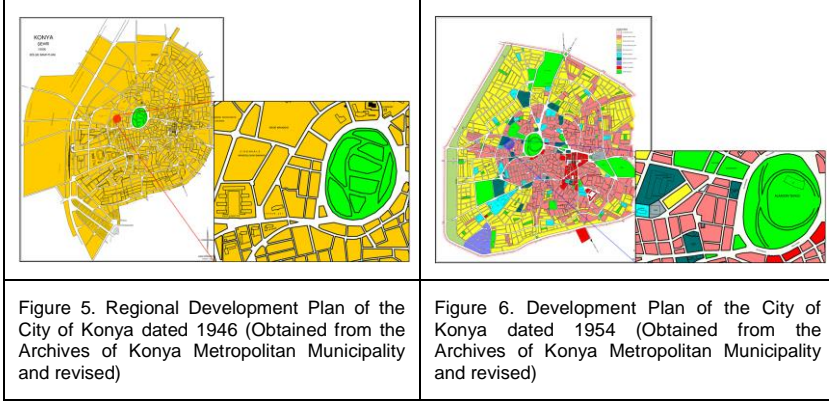 KONYA
ŞEHRİ
Figure 5. Regional Development Plan of the
City of Konya dated 1946 (Obtained from the
Archives of Konya Metropolitan Municipality
and revised)
Figure 6. Development Plan of the City of
Konya dated 1954 (Obtained from the
Archives of Konya Metropolitan Municipality
and revised)